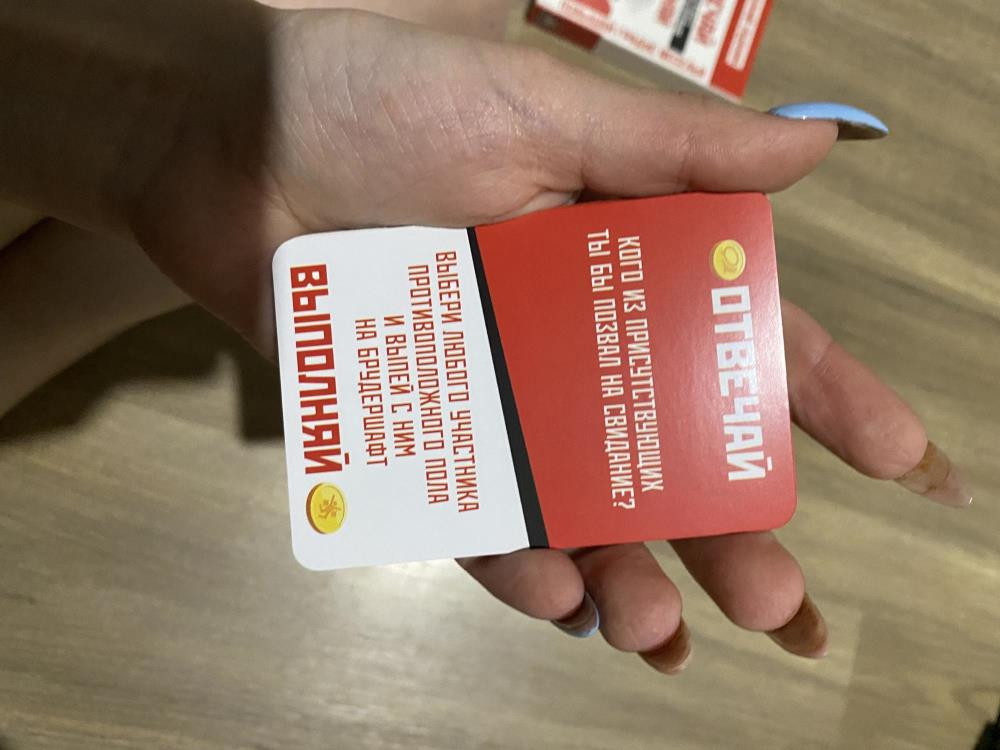 ОТВЕЧАЙ
КОГО ИЗ ПРИСУТСТВУЮЩИХ
ТЫ БЫ ПОЗВАЛ НА СВИДАНИЕ?
ВЫБЕРИ ЛЮБОГО УЧАСТНИКА
ПРОТИВОПОЛОЖНОГО ПОЛА
И ВЫПЕЙ С НИМ
НА БРУДЕРШАФТ
ВЫПОЛНЯЙ